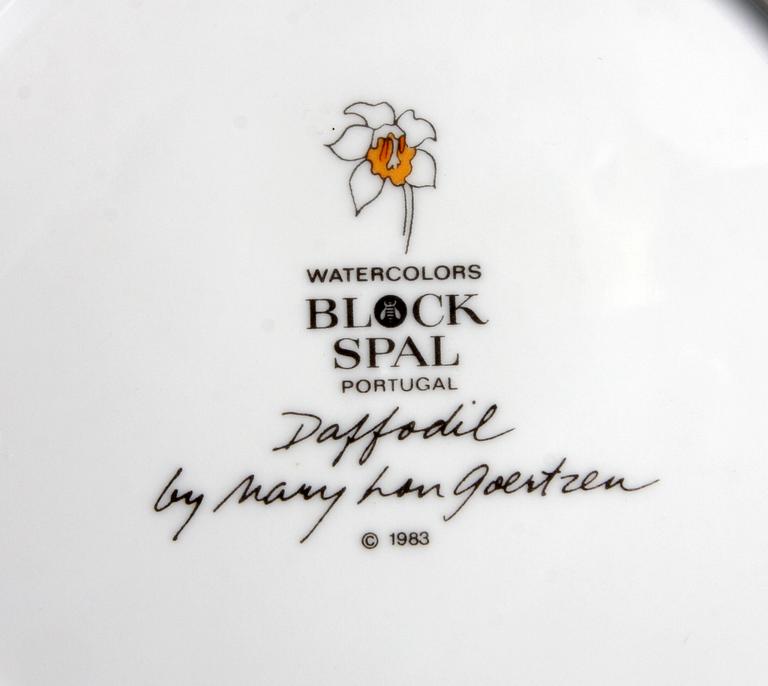 WATERCOLORS
BLOCK
SPAL
PORTUGAL
Daffodil
by Mary Lou Goertzen
© 1983